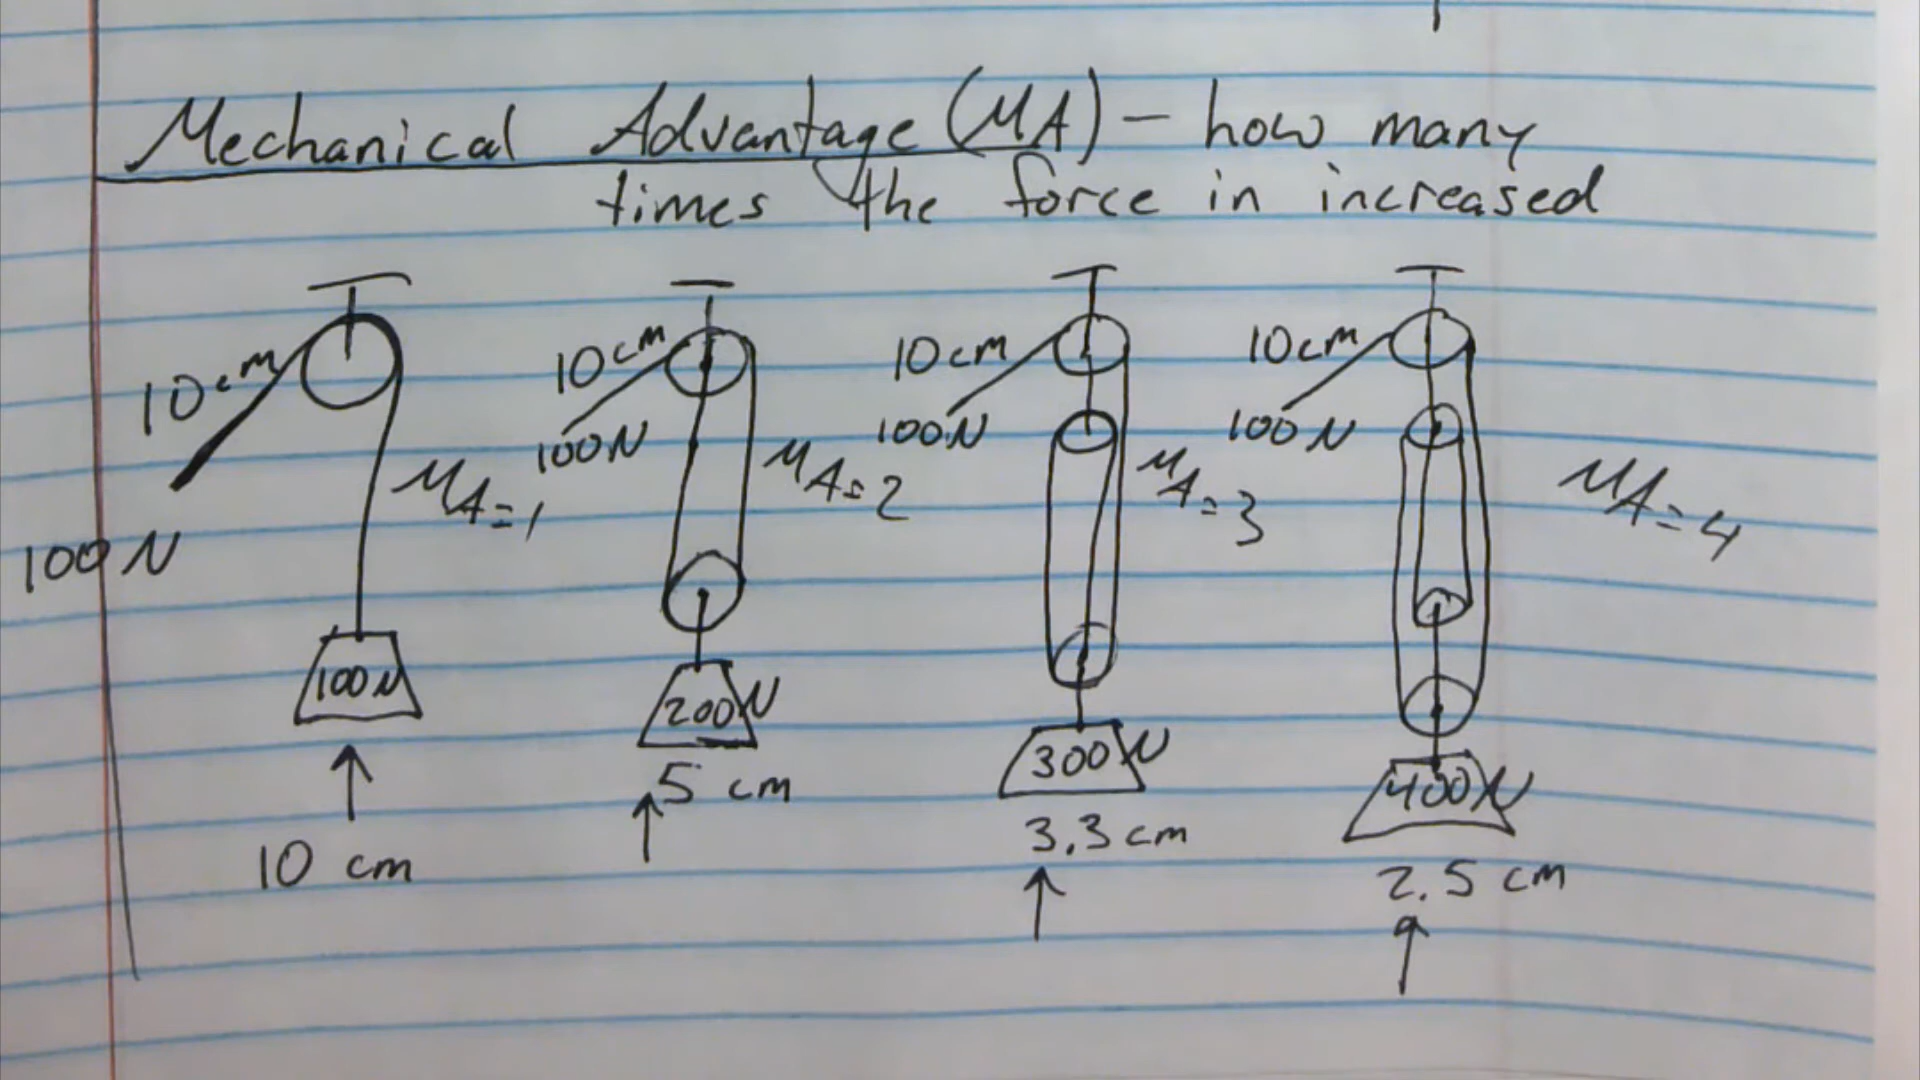 Mechanical Advantage (MA) - how many
times the force in increased
10cm
100N
MA=1
100N
10 cm
10cm
100N
MA=2
200N
5 cm
10cm
100N
MA=3
300N
3.3cm
10cm
100N
MA=4
400N
2.5 cm